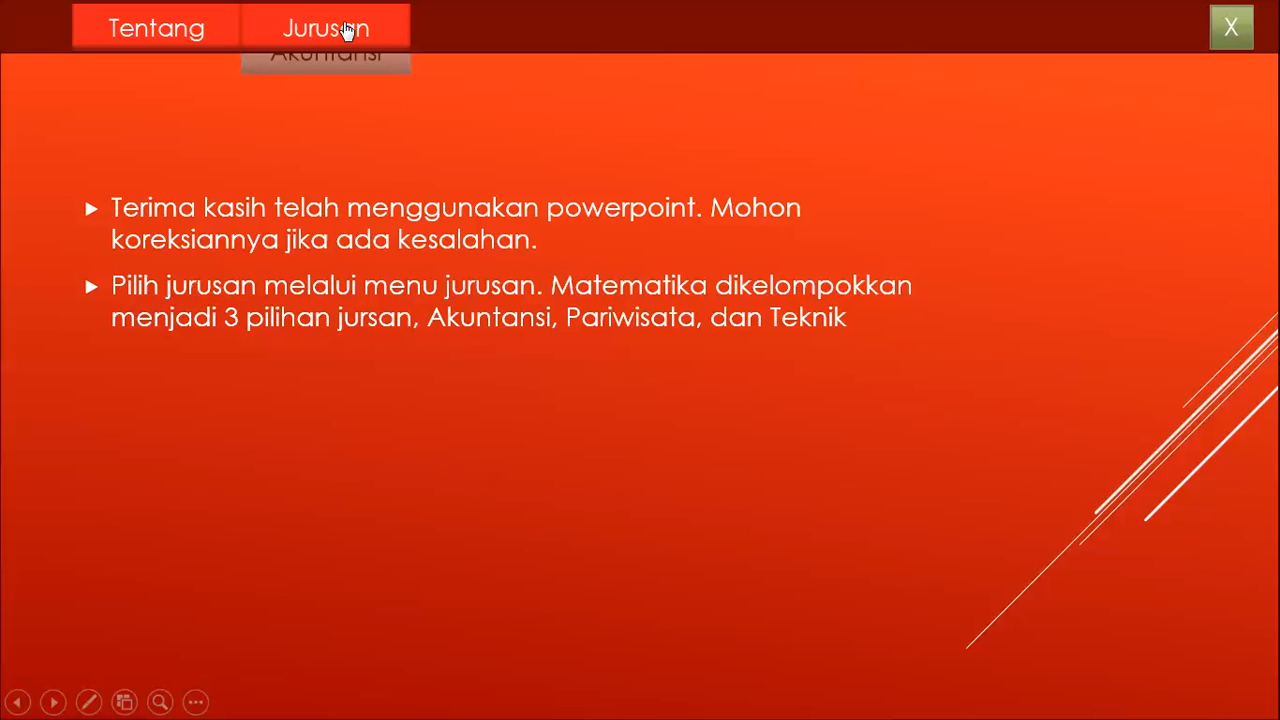 Tentang
Jurusan
X
Akuntansi
Terima kasih telah menggunakan powerpoint. Mohon
koreksiannya jika ada kesalahan.
Pilih jurusan melalui menu jurusan. Matematika dikelompokkan
menjadi 3 pilihan jursan, Akuntansi, Pariwisata, dan Teknik